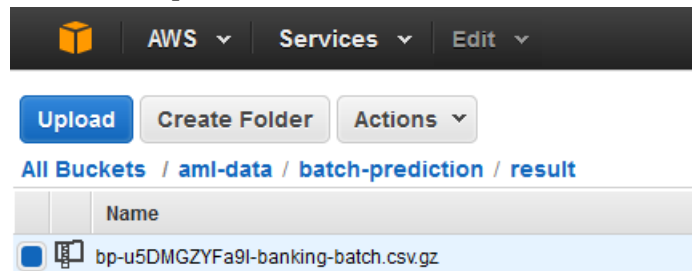 AWS Services Edit
Upload Create Folder Actions
All Buckets / aml-data / batch-prediction / result
Name
bp-u5DMGZYFa9I-banking-batch.csv.gz